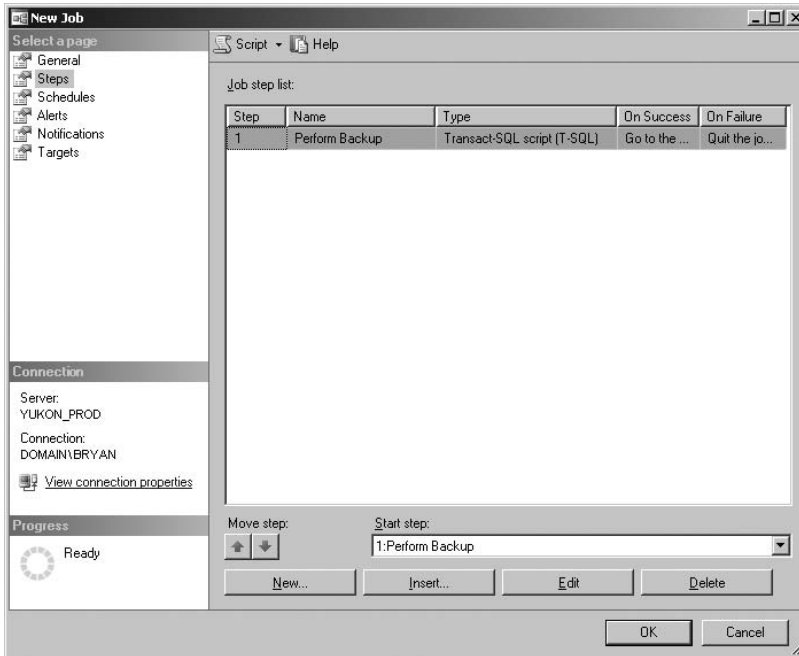 New Job
Select a page
General
Steps
Schedules
Alerts
Notifications
Targets
Script
Help
Job step list:
Step Name Type On Success On Failure
1 Perform Backup Transact-SQL script (T-SQL) Go to the ... Quit the jo...
Connection
Server:
YUKON_PROD
Connection:
DOMAIN\BRYAN
View connection properties
Progress
Ready
Move step: Start step:
1:Perform Backup
New... Insert... Edit Delete
OK Cancel